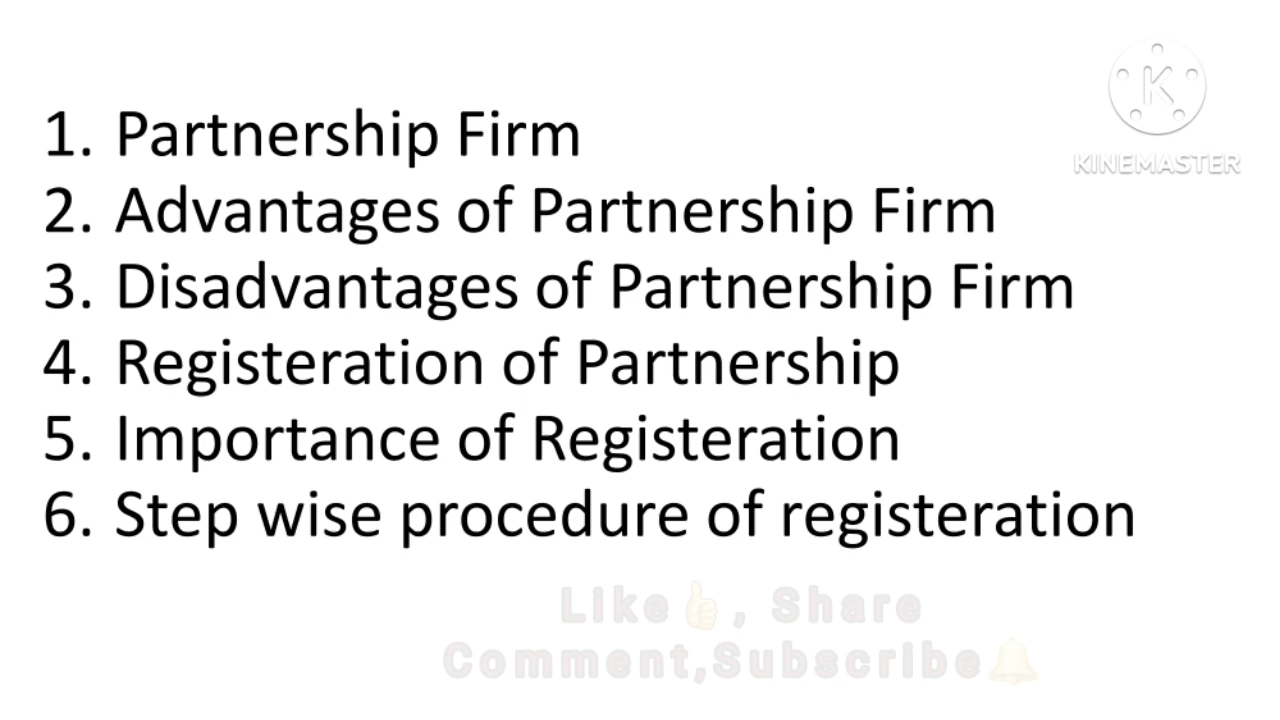 1. Partnership Firm
2. Advantages of Partnership Firm
3. Disadvantages of Partnership Firm
4. Registeration of Partnership
5. Importance of Registeration
6. Step wise procedure of registeration
K
KINEMASTER
Like👍, Share
Comment,Subscribe🔔